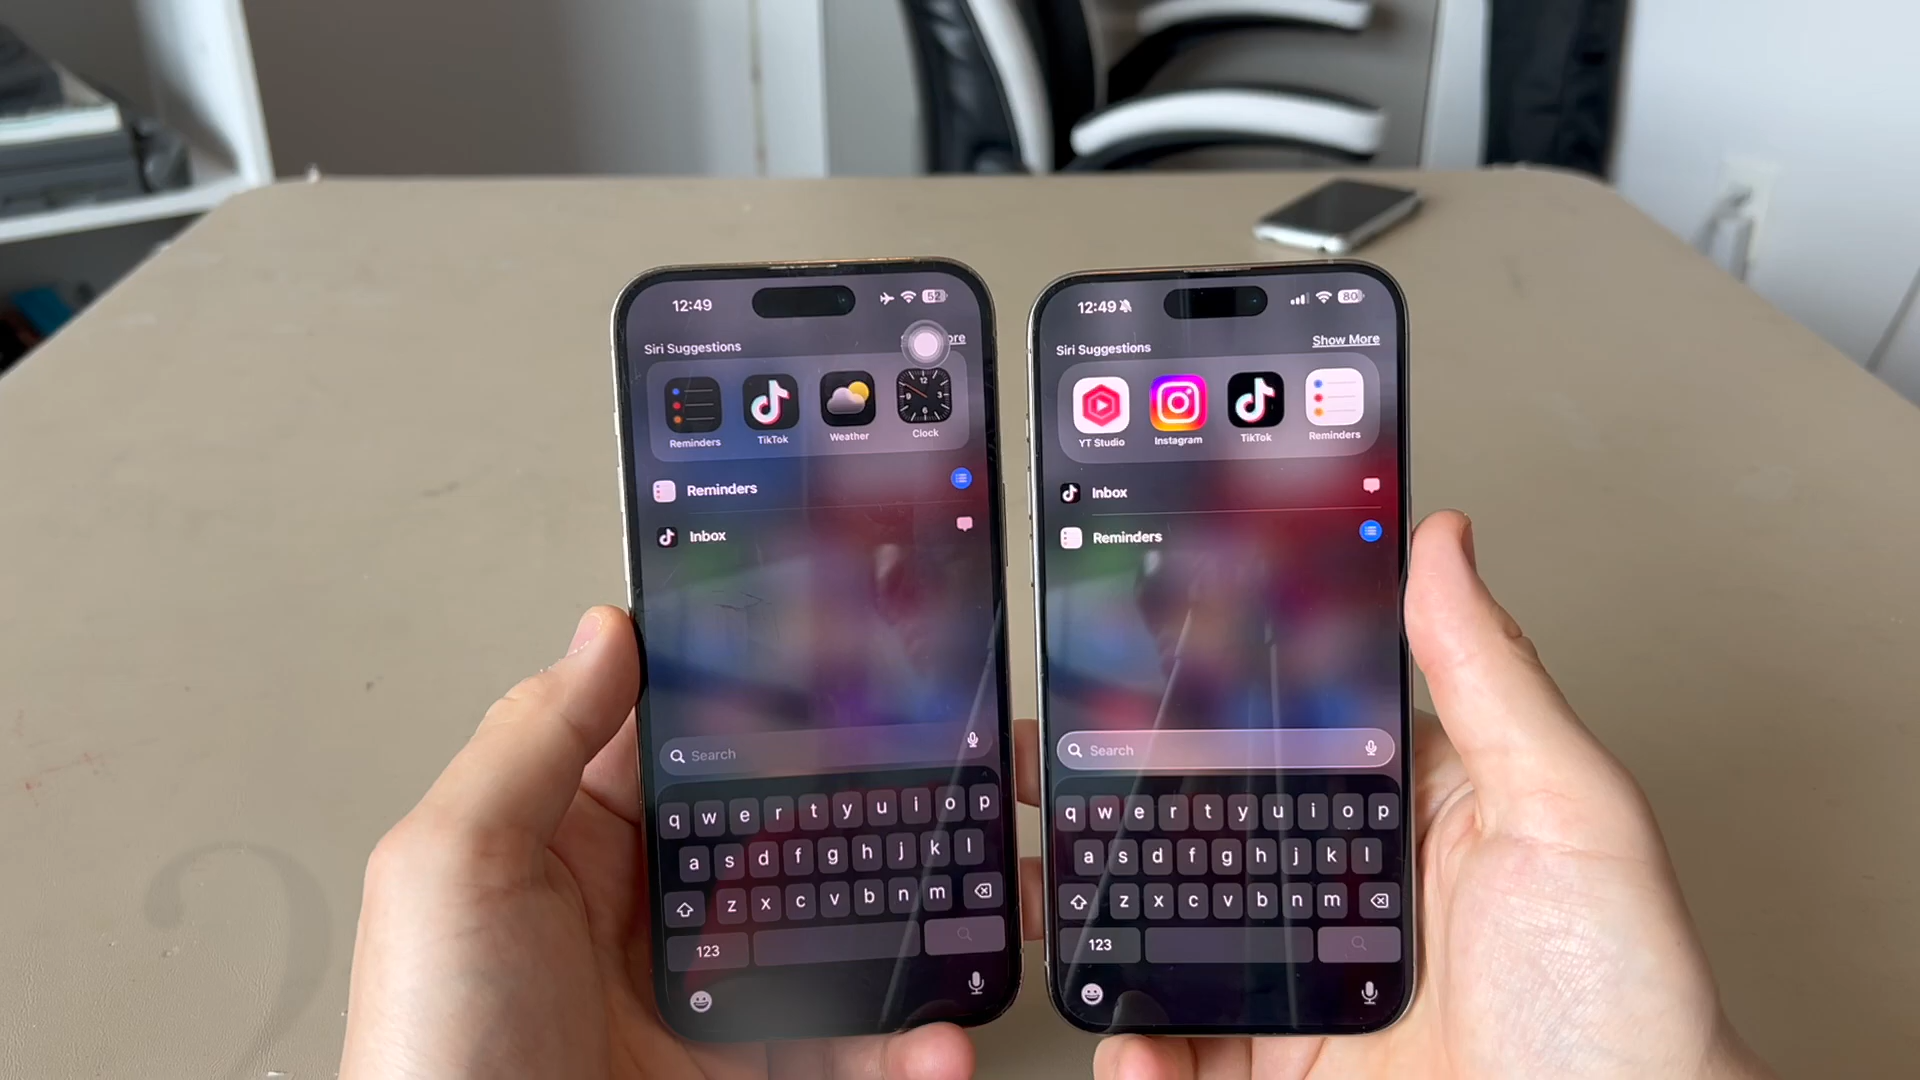 12:49
52
Siri Suggestions
Reminders
TikTok
Weather
Clock
Reminders
Inbox
Search
q w e r t y u i o p
a s d f g h j k l
z x c v b n m
123
12:49
80
Siri Suggestions
Show More
YT Studio
Instagram
TikTok
Reminders
Inbox
Reminders
Search
q w e r t y u i o p
a s d f g h j k l
z x c v b n m
123